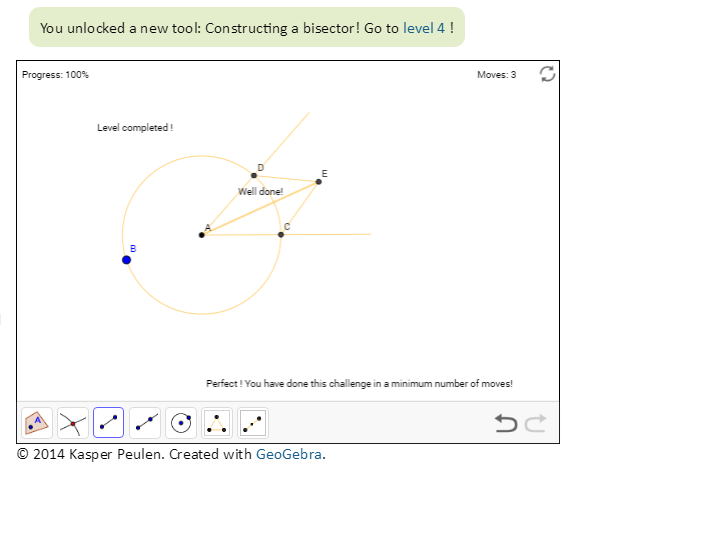 You unlocked a new tool: Constructing a bisector! Go to level 4 !
Progress: 100%
Moves: 3
Level completed !
D
E
Well done!
A
C
B
Perfect ! You have done this challenge in a minimum number of moves!
A
© 2014 Kasper Peulen. Created with GeoGebra.